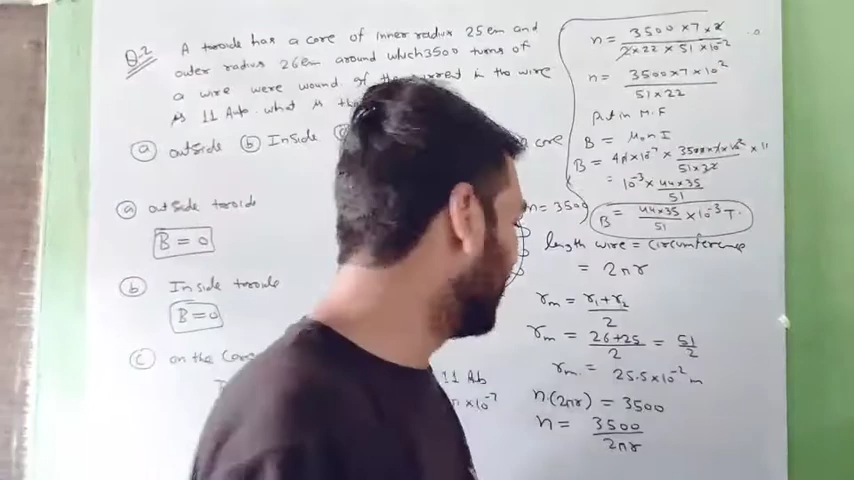 Q.2 A toroide has a core of inner radius 25 cm and
outer radius 26 cm around which 3500 turns of
a wire were wound of the current in the wire
is 11 Amp. what is
(a) outside (b) Inside core
(a) outside toroide
B = 0
(b) Inside toroide
B = 0
(c) on the Core
11 Ab
×10⁻⁷
n = 3500
n = 3500 × 7 × 2 / 2 × 22 × 51 × 10⁻²
n = 3500 × 7 × 10² / 51 × 22
Put in M.F
B = μ₀ n I
B = 4π × 10⁻⁷ × 3500 × 7 × 10² / 51 × 22 × 11
= 10⁻³ × 44×35 / 51
B = 44×35 / 51 × 10⁻³ T.
length wire = circumference
= 2πr
rₘ = r₁ + r₂ / 2
rₘ = 26+25 / 2 = 51 / 2
rₘ = 25.5 × 10⁻² m
n.(2πr) = 3500
n = 3500 / 2πr